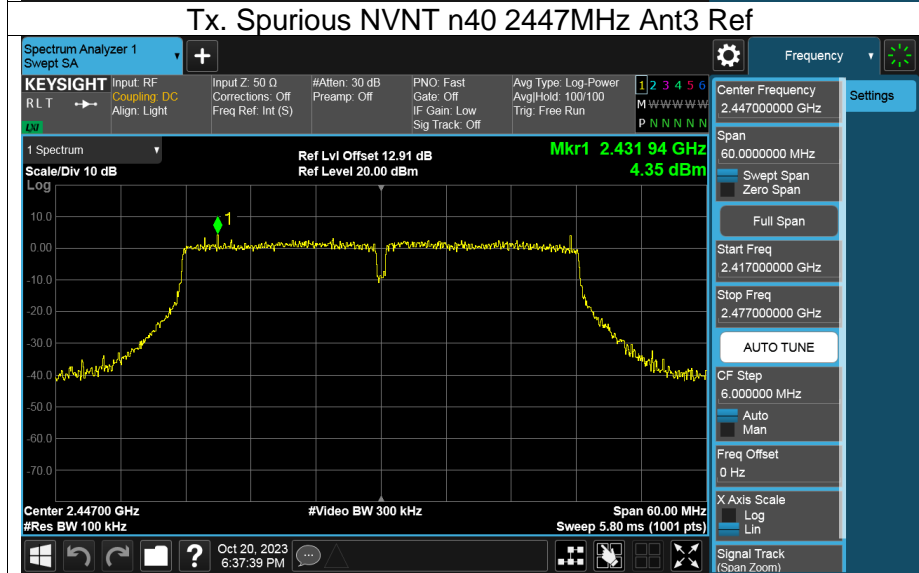 Tx. Spurious NVNT n40 2447MHz Ant3 Ref
Spectrum Analyzer 1
Swept SA
+
Frequency
KEYSIGHT
R L T
LXI
Input: RF
Coupling: DC
Align: Light
Input Z: 50 Ω
Corrections: Off
Freq Ref: Int (S)
#Atten: 30 dB
Preamp: Off
PNO: Fast
Gate: Off
IF Gain: Low
Sig Track: Off
Avg Type: Log-Power
Avg|Hold: 100/100
Trig: Free Run
1 2 3 4 5 6
M W W W W W
P N N N N N
1 Spectrum
Scale/Div 10 dB
Ref Lvl Offset 12.91 dB
Ref Level 20.00 dBm
Mkr1 2.431 94 GHz
4.35 dBm
Log
1
10.0
0.00
-10.0
-20.0
-30.0
-40.0
-50.0
-60.0
-70.0
Center 2.44700 GHz
#Res BW 100 kHz
#Video BW 300 kHz
Span 60.00 MHz
Sweep 5.80 ms (1001 pts)
?
Oct 20, 2023
6:37:39 PM
Center Frequency
2.447000000 GHz
Span
60.0000000 MHz
Swept Span
Zero Span
Full Span
Start Freq
2.417000000 GHz
Stop Freq
2.477000000 GHz
AUTO TUNE
CF Step
6.000000 MHz
Auto
Man
Freq Offset
0 Hz
X Axis Scale
Log
Lin
Signal Track
(Span Zoom)
Settings